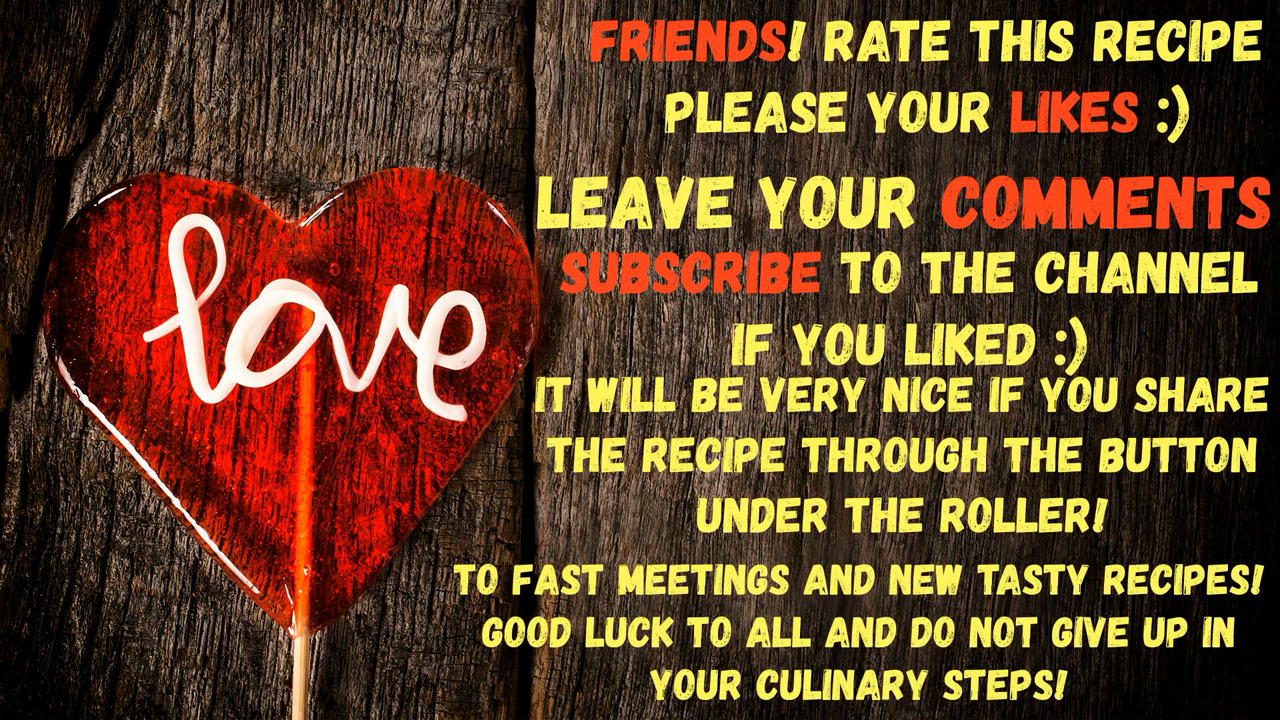 love
FRIENDS! RATE THIS RECIPE
PLEASE YOUR LIKES :)
LEAVE YOUR COMMENTS
SUBSCRIBE TO THE CHANNEL
IF YOU LIKED :)
IT WILL BE VERY NICE IF YOU SHARE
THE RECIPE THROUGH THE BUTTON
UNDER THE ROLLER!
TO FAST MEETINGS AND NEW TASTY RECIPES!
GOOD LUCK TO ALL AND DO NOT GIVE UP IN
YOUR CULINARY STEPS!